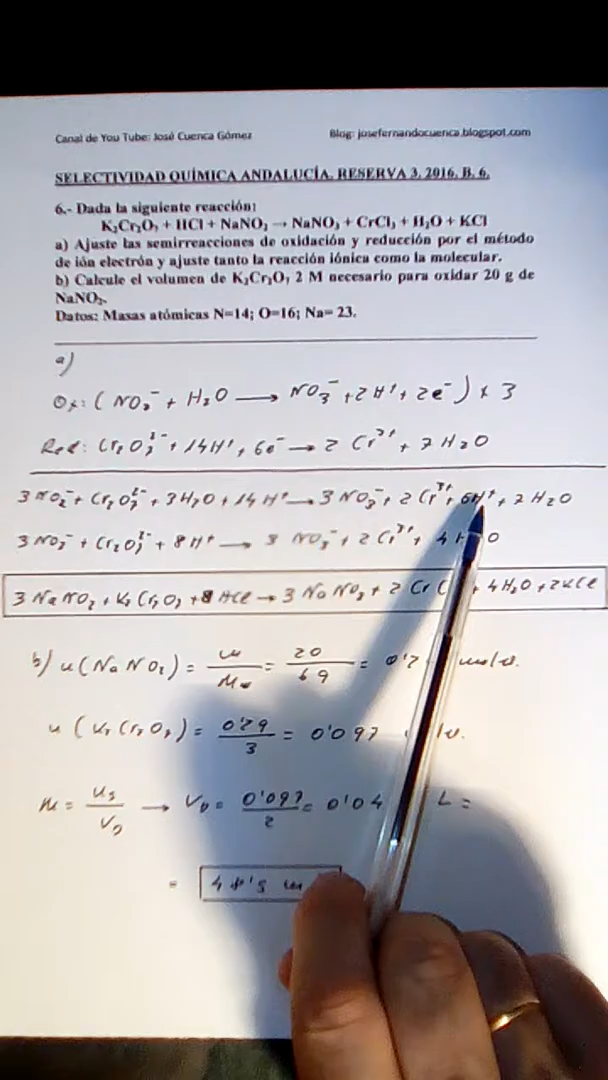 Canal de You Tube: José Cuenca Gómez Blog: josefernandocuenca.blogspot.com
SELECTIVIDAD QUÍMICA ANDALUCÍA. RESERVA 3. 2016. B. 6.
6.- Dada la siguiente reacción:
K₂Cr₂O₇ + HCl + NaNO₂ → NaNO₃ + CrCl₃ + H₂O + KCl
a) Ajuste las semirreacciones de oxidación y reducción por el método
de ión electrón y ajuste tanto la reacción iónica como la molecular.
b) Calcule el volumen de K₂Cr₂O₇ 2 M necesario para oxidar 20 g de
NaNO₂.
Datos: Masas atómicas N=14; O=16; Na= 23.
a)
Ox: ( NO₂⁻ + H₂O → NO₃⁻ + 2H⁺ + 2e⁻ ) x 3
Red: Cr₂O₇²⁻ + 14H⁺ + 6e⁻ → 2 Cr³⁺ + 7 H₂O
3 NO₂⁻ + Cr₂O₇²⁻ + 3H₂O + 14 H⁺ → 3 NO₃⁻ + 2 Cr³⁺ + 6H⁺ + 7 H₂O
3 NO₂⁻ + Cr₂O₇²⁻ + 8 H⁺ → 3 NO₃⁻ + 2 Cr³⁺ + 4 H O
3 NaNO₂ + K₂Cr₂O₇ + 8 HCl → 3 NaNO₃ + 2 Cr C + 4H₂O + 2KCl
b) n (NaNO₂) = m/Mm = 20/69 = 0'2 moles.
n (K₂Cr₂O₇) = 0'29/3 = 0'097
M = ns/VD → VD = 0'097/2 = 0'04 L =
= 48'5 m